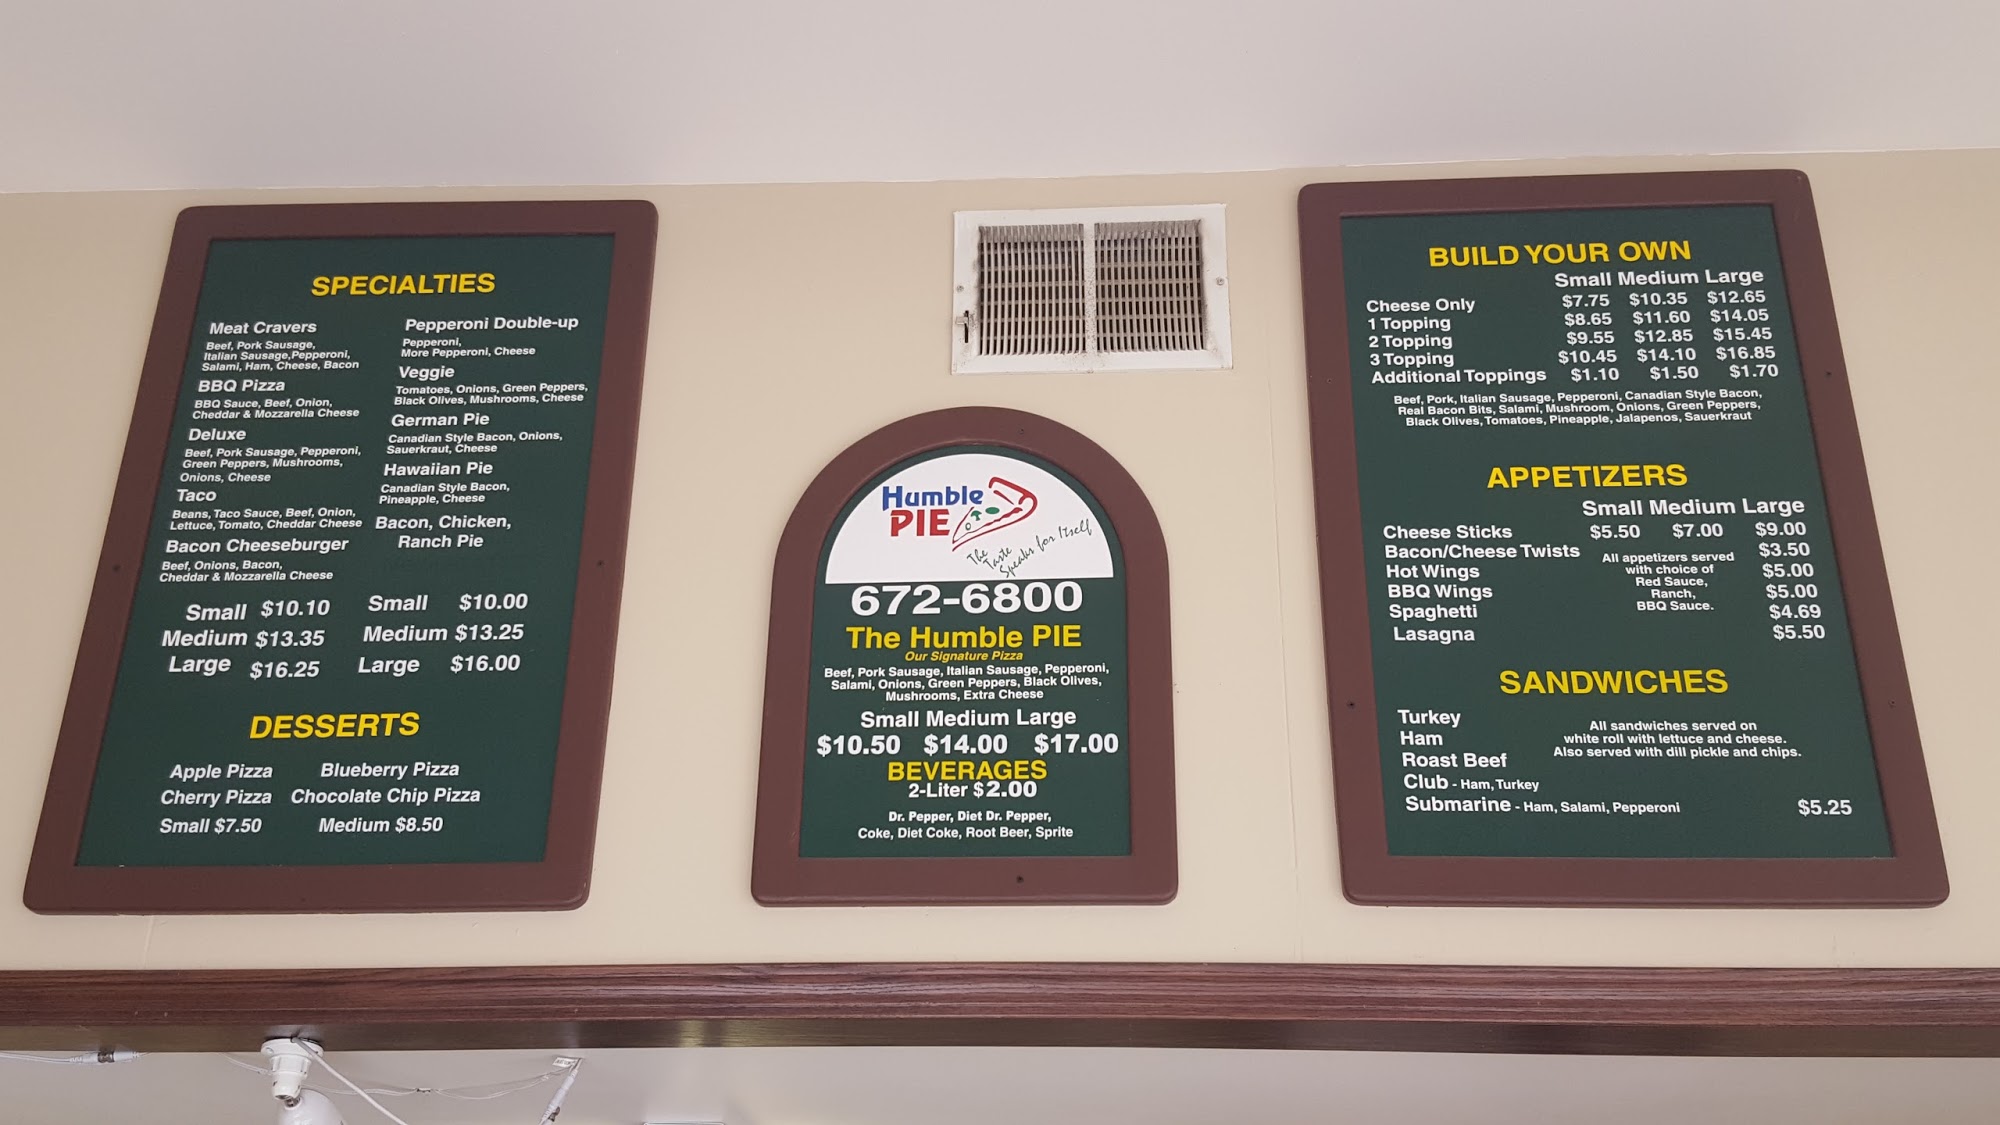 SPECIALTIES
Meat Cravers
Beef, Pork Sausage,
Italian Sausage,Pepperoni,
Salami, Ham, Cheese, Bacon
BBQ Pizza
BBQ Sauce, Beef, Onion,
Cheddar & Mozzarella Cheese
Deluxe
Beef, Pork Sausage, Pepperoni,
Green Peppers, Mushrooms,
Onions, Cheese
Taco
Beans, Taco Sauce, Beef, Onion,
Lettuce, Tomato, Cheddar Cheese
Bacon Cheeseburger
Beef, Onions, Bacon,
Cheddar & Mozzarella Cheese
Small $10.10
Medium $13.35
Large $16.25
Pepperoni Double-up
Pepperoni,
More Pepperoni, Cheese
Veggie
Tomatoes, Onions, Green Peppers,
Black Olives, Mushrooms, Cheese
German Pie
Canadian Style Bacon, Onions,
Sauerkraut, Cheese
Hawaiian Pie
Canadian Style Bacon,
Pineapple, Cheese
Bacon, Chicken,
Ranch Pie
Small $10.00
Medium $13.25
Large $16.00
DESSERTS
Apple Pizza Blueberry Pizza
Cherry Pizza Chocolate Chip Pizza
Small $7.50 Medium $8.50
Humble
PIE
The
Taste
Speaks for Itself
672-6800
The Humble PIE
Our Signature Pizza
Beef, Pork Sausage, Italian Sausage, Pepperoni,
Salami, Onions, Green Peppers, Black Olives,
Mushrooms, Extra Cheese
Small Medium Large
$10.50 $14.00 $17.00
BEVERAGES
2-Liter $2.00
Dr. Pepper, Diet Dr. Pepper,
Coke, Diet Coke, Root Beer, Sprite
BUILD YOUR OWN
Small Medium Large
Cheese Only $7.75 $10.35 $12.65
1 Topping $8.65 $11.60 $14.05
2 Topping $9.55 $12.85 $15.45
3 Topping $10.45 $14.10 $16.85
Additional Toppings $1.10 $1.50 $1.70
Beef, Pork, Italian Sausage, Pepperoni, Canadian Style Bacon,
Real Bacon Bits, Salami, Mushroom, Onions, Green Peppers,
Black Olives, Tomatoes, Pineapple, Jalapenos, Sauerkraut
APPETIZERS
Small Medium Large
Cheese Sticks $5.50 $7.00 $9.00
Bacon/Cheese Twists $3.50
Hot Wings $5.00
BBQ Wings $5.00
Spaghetti $4.69
Lasagna $5.50
All appetizers served
with choice of
Red Sauce,
Ranch,
BBQ Sauce.
SANDWICHES
Turkey
Ham
Roast Beef
Club - Ham, Turkey
Submarine - Ham, Salami, Pepperoni $5.25
All sandwiches served on
white roll with lettuce and cheese.
Also served with dill pickle and chips.